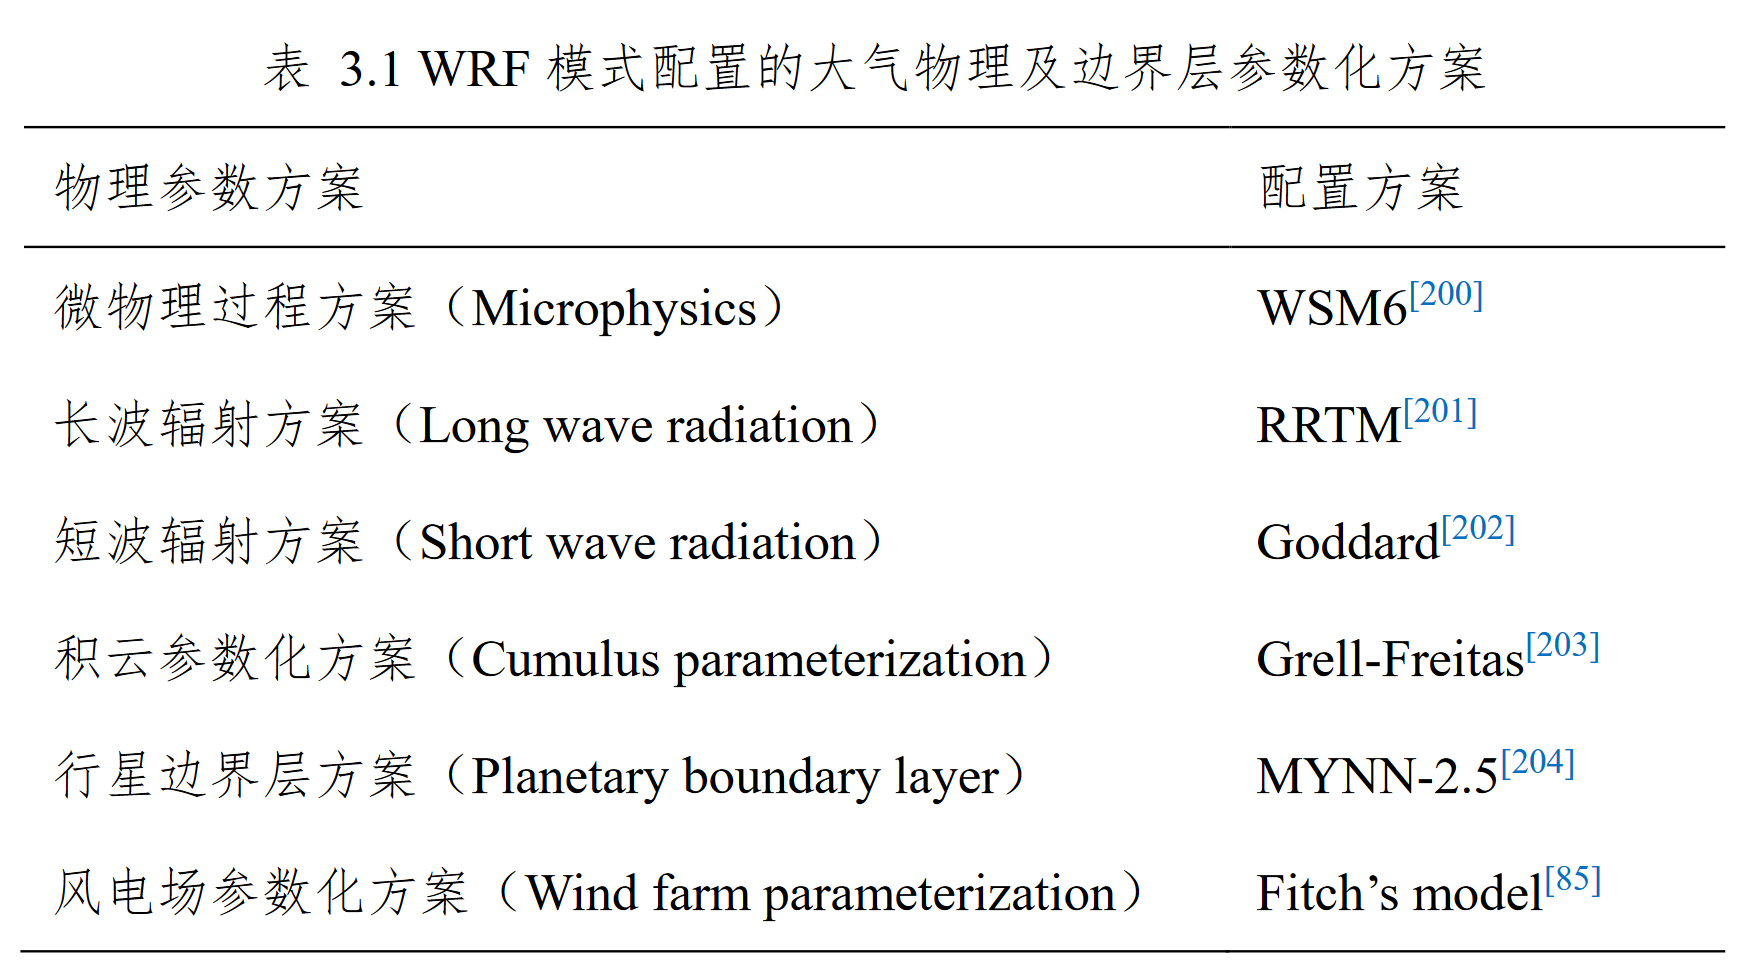 表 3.1 WRF 模式配置的大气物理及边界层参数化方案
物理参数方案 配置方案
微物理过程方案（Microphysics） WSM6[200]
长波辐射方案（Long wave radiation） RRTM[201]
短波辐射方案（Short wave radiation） Goddard[202]
积云参数化方案（Cumulus parameterization） Grell-Freitas[203]
行星边界层方案（Planetary boundary layer） MYNN-2.5[204]
风电场参数化方案（Wind farm parameterization） Fitch’s model[85]